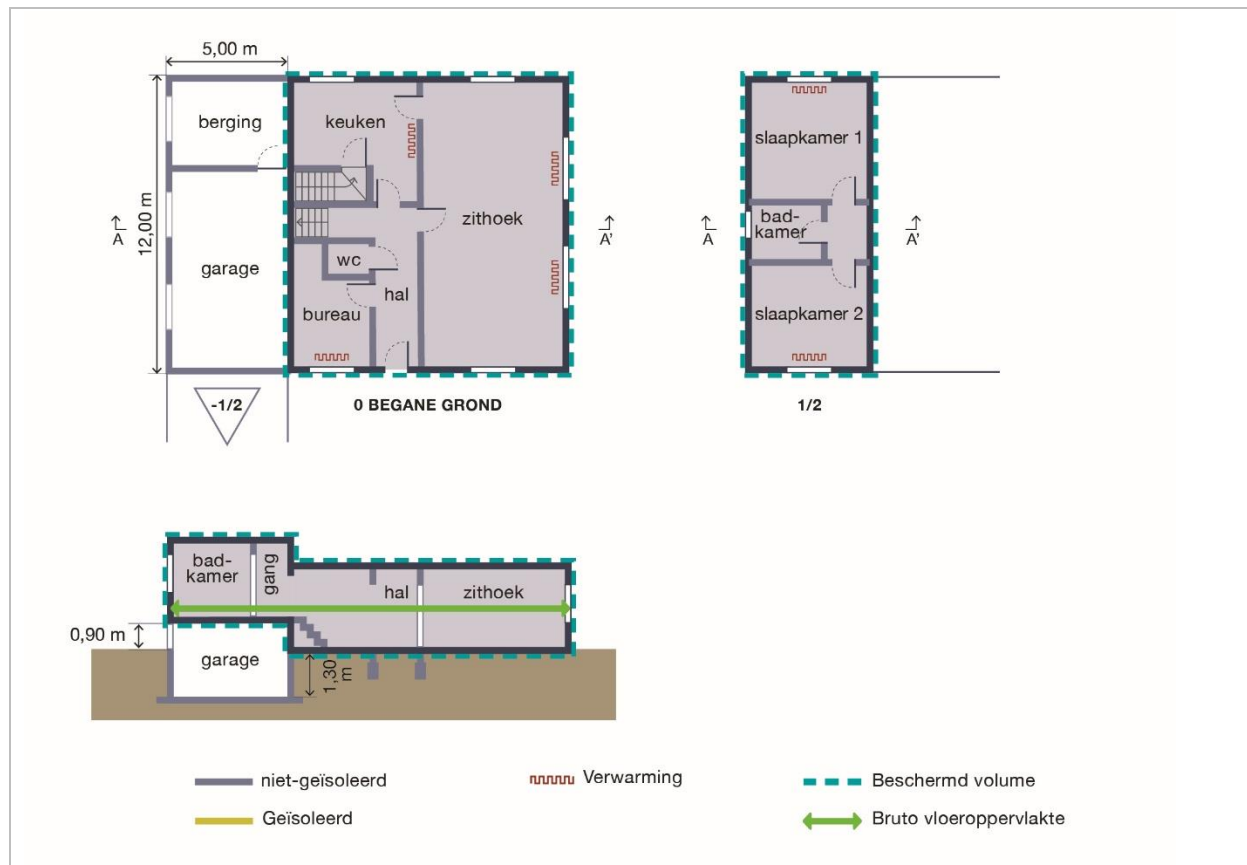 5,00 m
12,00 m
berging
keuken
zithoek
garage
wc
hal
bureau
A
A'
-1/2
0 BEGANE GROND
slaapkamer 1
bad-
kamer
A
A'
slaapkamer 2
1/2
bad-
kamer
gang
hal
zithoek
0,90 m
garage
1,30
m
niet-geïsoleerd
Verwarming
Beschermd volume
Geïsoleerd
Bruto vloeroppervlakte